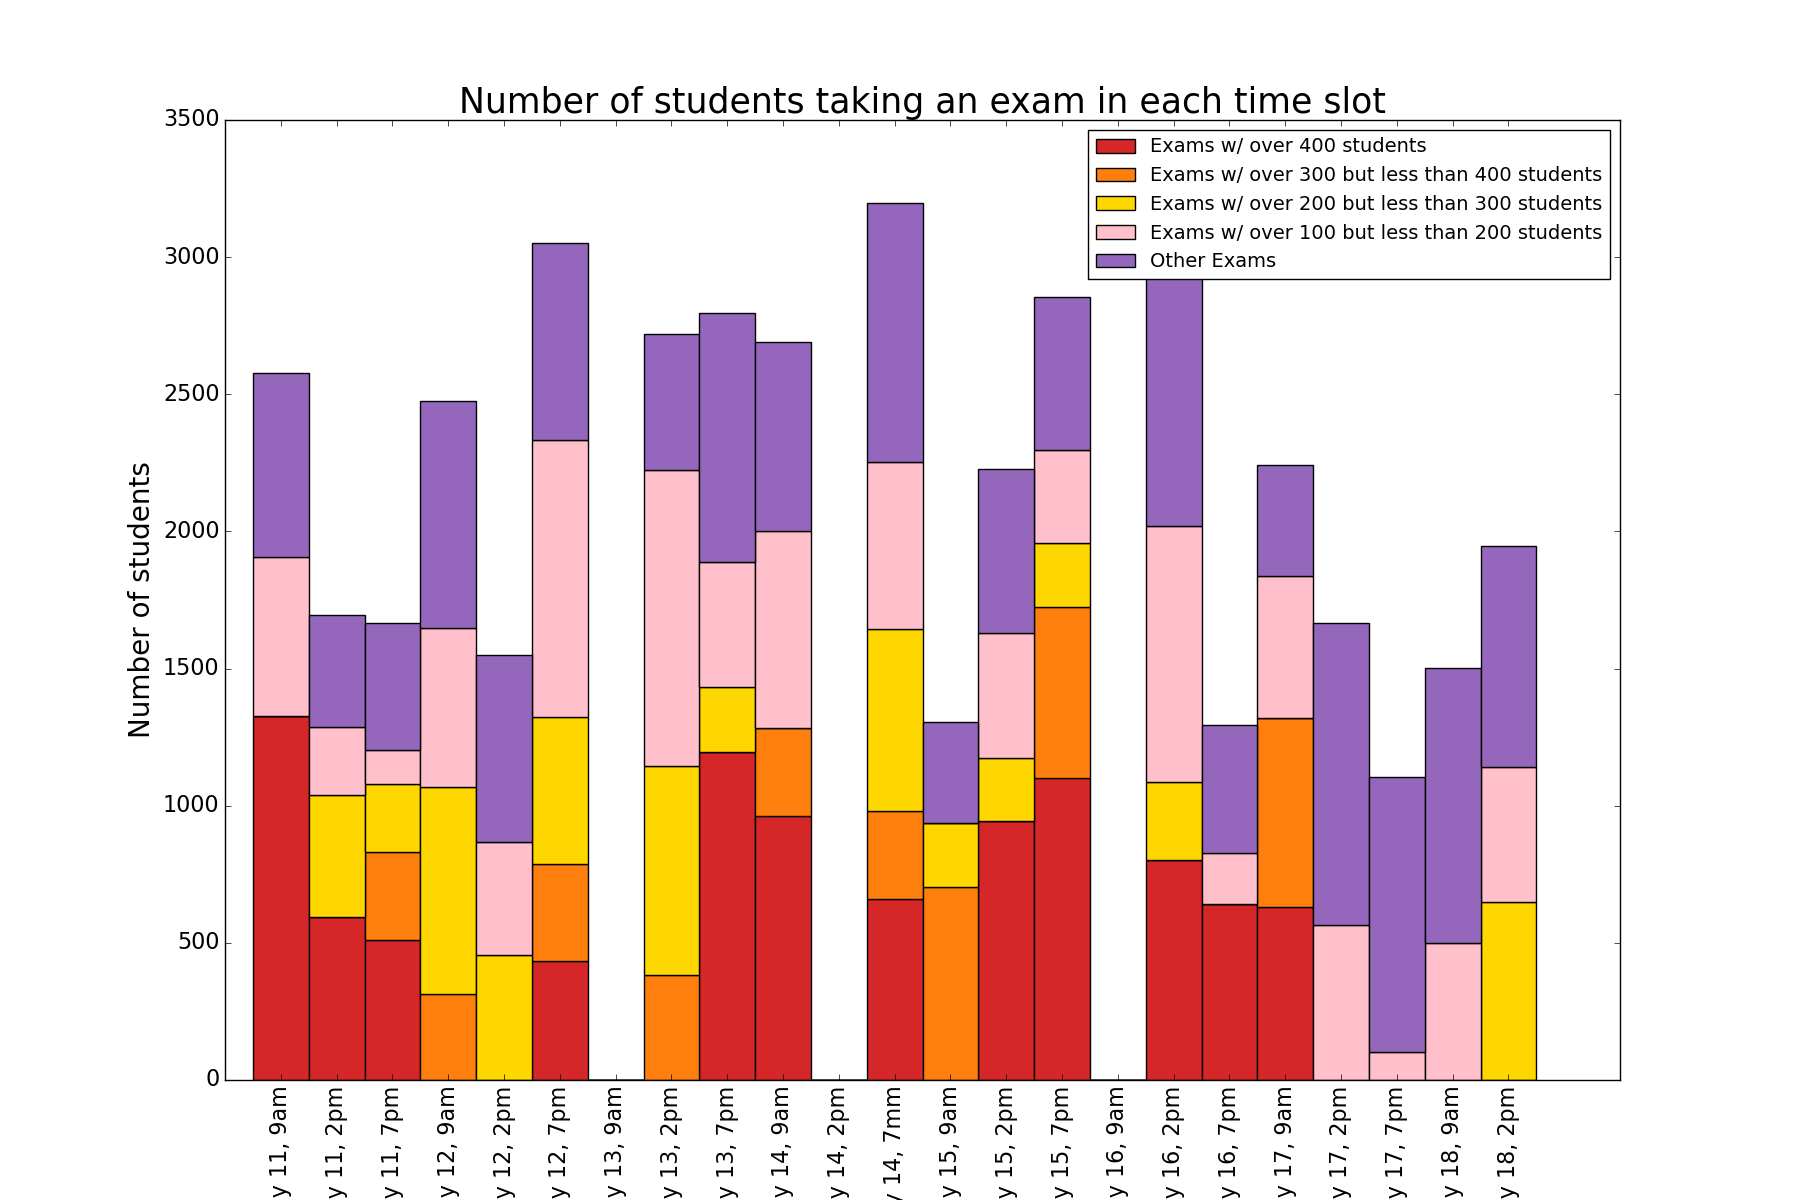 Number of students taking an exam in each time slot
3500
3000
2500
2000
1500
1000
500
0
Number of students
Exams w/ over 400 students
Exams w/ over 300 but less than 400 students
Exams w/ over 200 but less than 300 students
Exams w/ over 100 but less than 200 students
Other Exams
y 11, 9am
y 11, 2pm
y 11, 7pm
y 12, 9am
y 12, 2pm
y 12, 7pm
y 13, 9am
y 13, 2pm
y 13, 7pm
y 14, 9am
y 14, 2pm
y 14, 7mm
y 15, 9am
y 15, 2pm
y 15, 7pm
y 16, 9am
y 16, 2pm
y 16, 7pm
y 17, 9am
y 17, 2pm
y 17, 7pm
y 18, 9am
y 18, 2pm